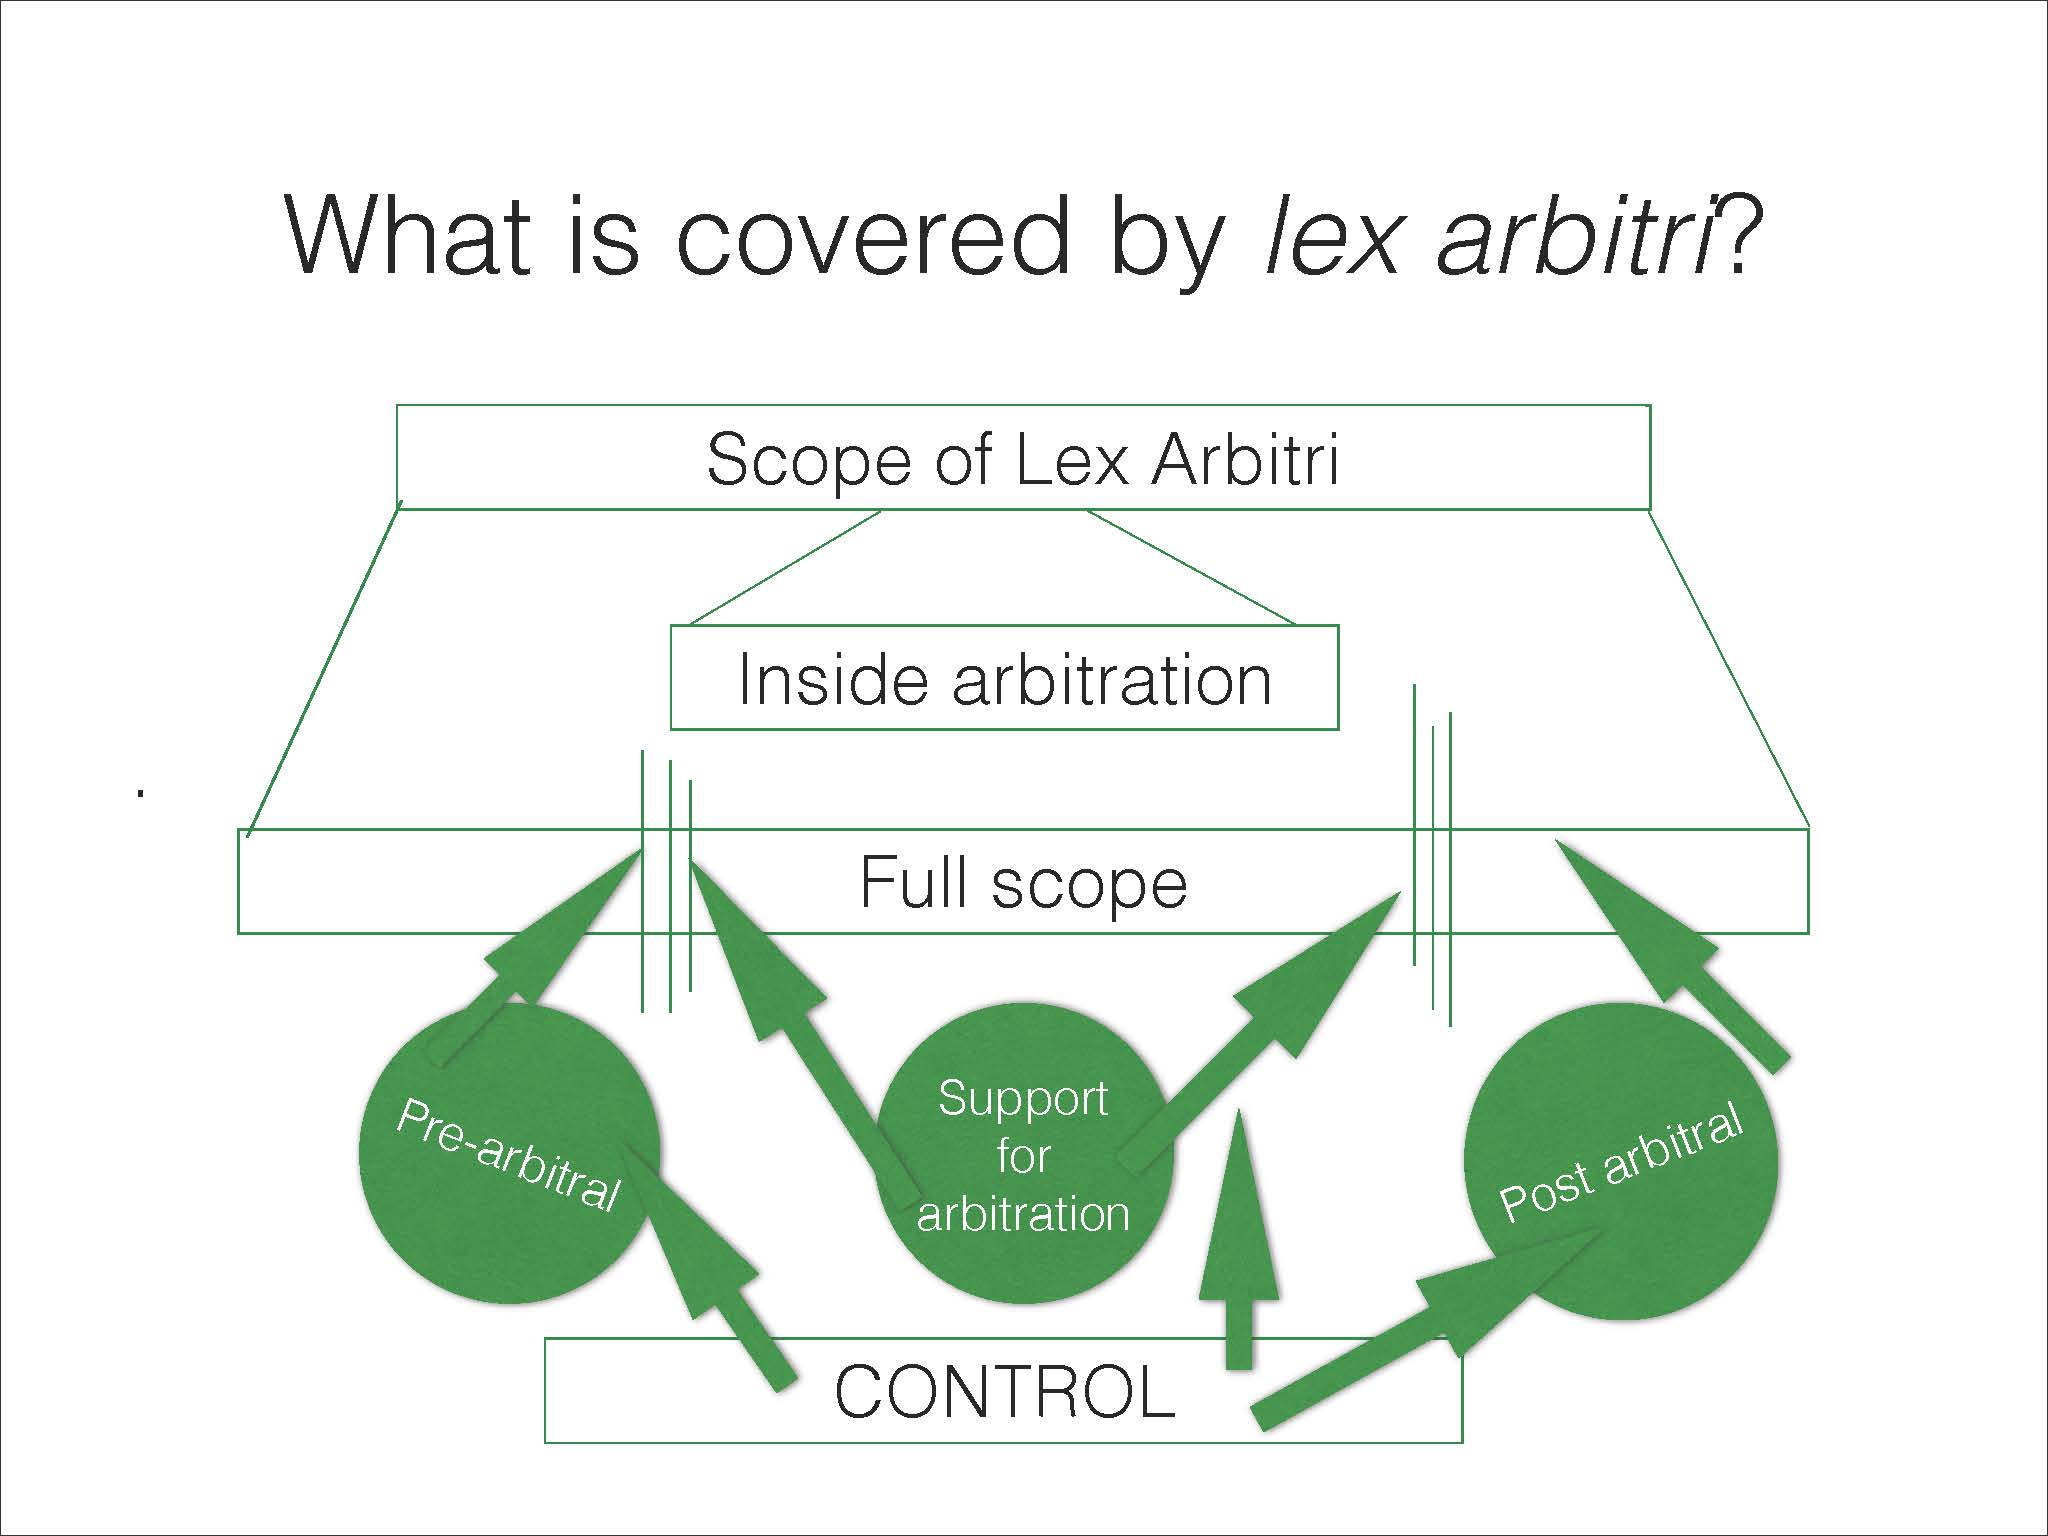 What is covered by lex arbitri?
Scope of Lex Arbitri
Inside arbitration
.
Full scope
Pre-arbitral
Support
for
arbitration
Post arbitral
CONTROL